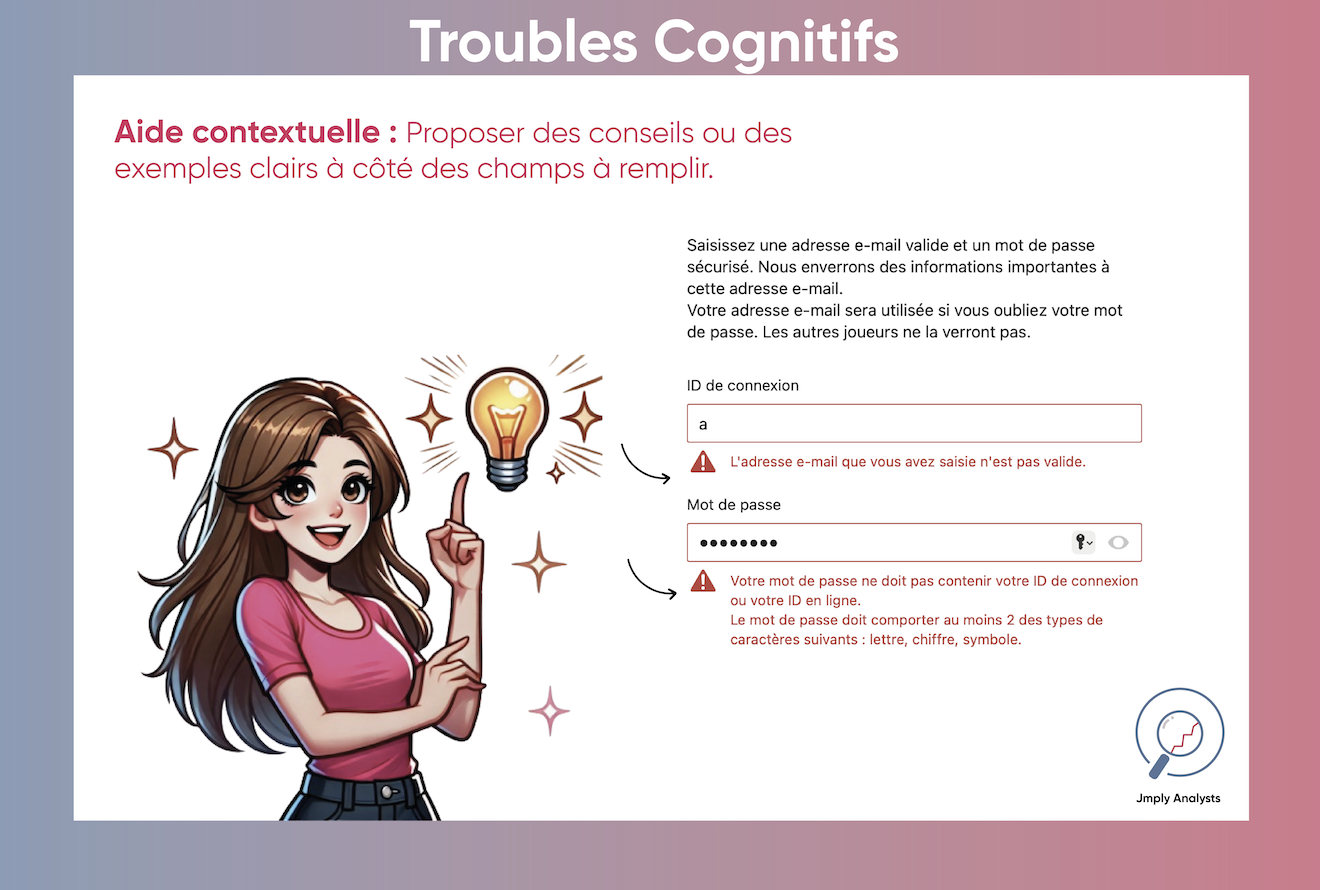 Troubles Cognitifs
Aide contextuelle : Proposer des conseils ou des
exemples clairs à côté des champs à remplir.
Saisissez une adresse e-mail valide et un mot de passe
sécurisé. Nous enverrons des informations importantes à
cette adresse e-mail.
Votre adresse e-mail sera utilisée si vous oubliez votre mot
de passe. Les autres joueurs ne la verront pas.
ID de connexion
a
L'adresse e-mail que vous avez saisie n'est pas valide.
Mot de passe
••••••••
Votre mot de passe ne doit pas contenir votre ID de connexion
ou votre ID en ligne.
Le mot de passe doit comporter au moins 2 des types de
caractères suivants : lettre, chiffre, symbole.
Jmply Analysts